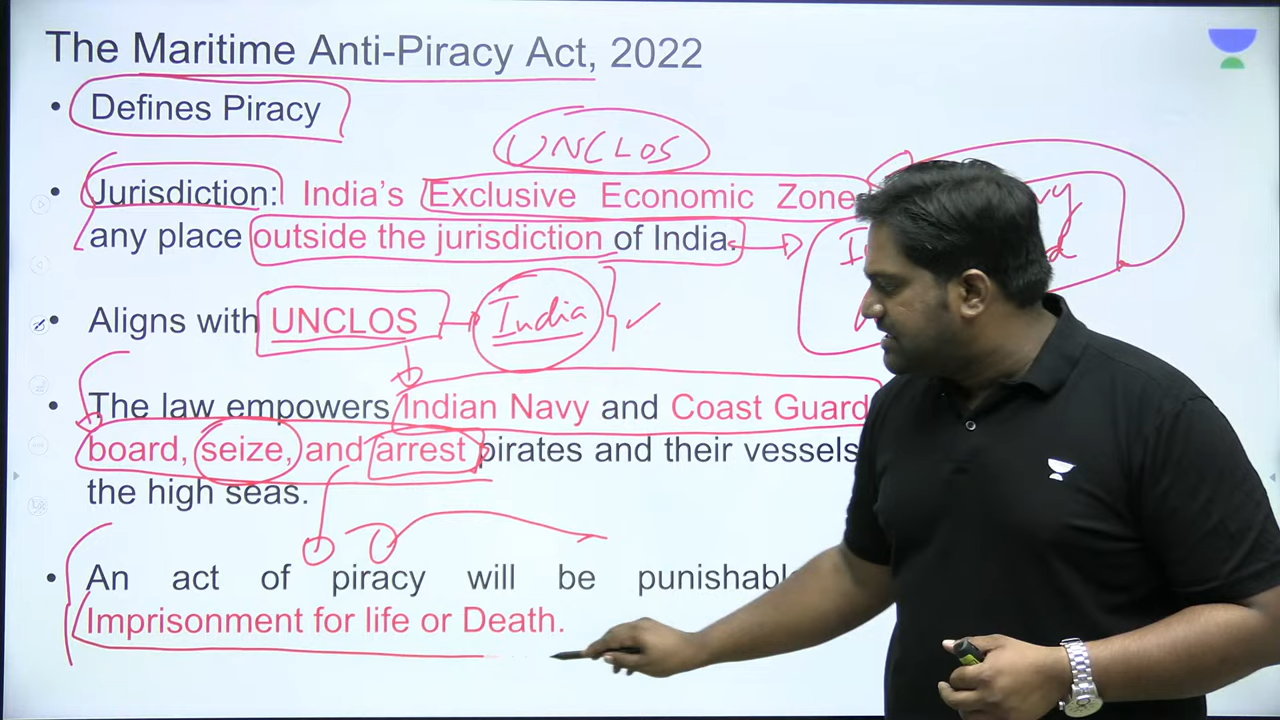 The Maritime Anti-Piracy Act, 2022
• Defines Piracy
UNCLOS
• Jurisdiction: India's Exclusive Economic Zone
any place outside the jurisdiction of India.
• Aligns with UNCLOS India
• The law empowers Indian Navy and Coast Guard
board, seize, and arrest pirates and their vessels
the high seas.
• An act of piracy will be
Imprisonment for life or Death.